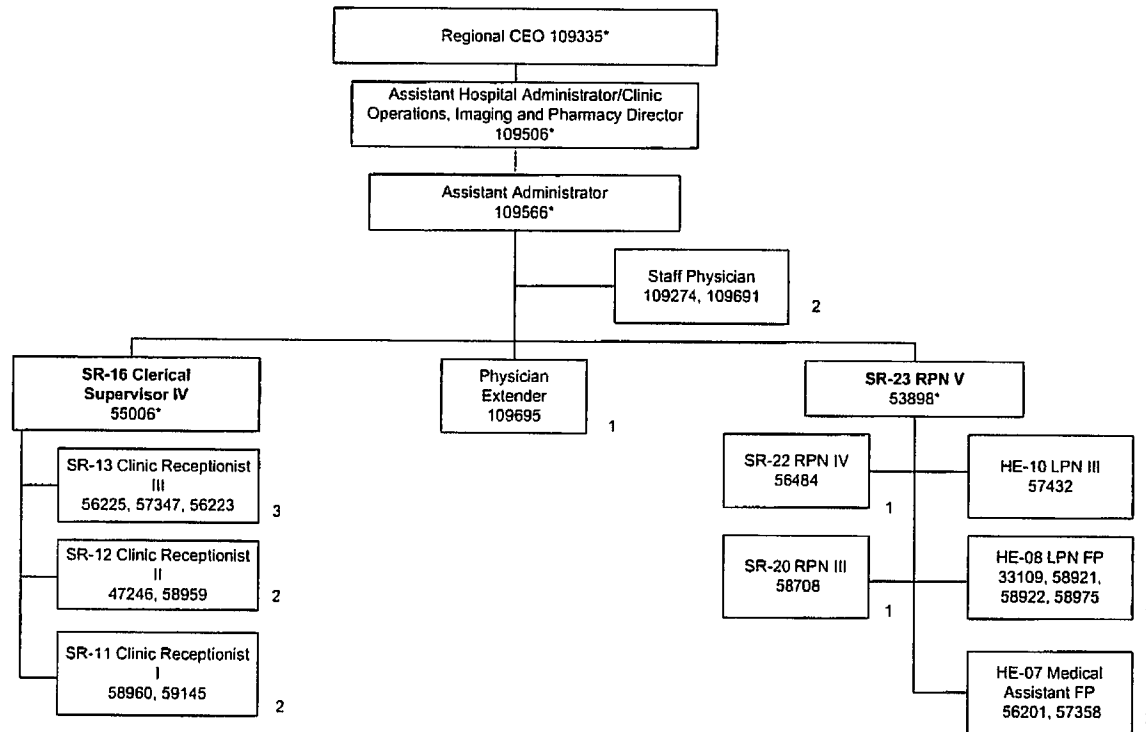 Regional CEO 109335*
Assistant Hospital Administrator/Clinic
Operations, Imaging and Pharmacy Director
109506*
Assistant Administrator
109566*
Staff Physician
109274, 109691
2
SR-16 Clerical
Supervisor IV
55006*
Physician
Extender
109695
1
SR-23 RPN V
53898*
SR-13 Clinic Receptionist
III
56225, 57347, 56223
3
SR-12 Clinic Receptionist
II
47246, 58959
2
SR-11 Clinic Receptionist
I
58960, 59145
2
SR-22 RPN IV
56484
1
HE-10 LPN III
57432
SR-20 RPN III
58708
1
HE-08 LPN FP
33109, 58921,
58922, 58975
HE-07 Medical
Assistant FP
56201, 57358